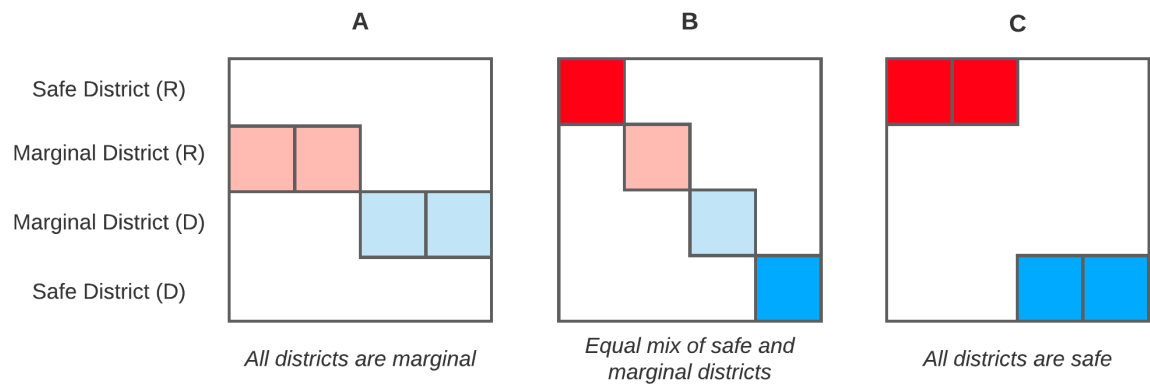 A
B
C
Safe District (R)
Marginal District (R)
Marginal District (D)
Safe District (D)
All districts are marginal
Equal mix of safe and
marginal districts
All districts are safe